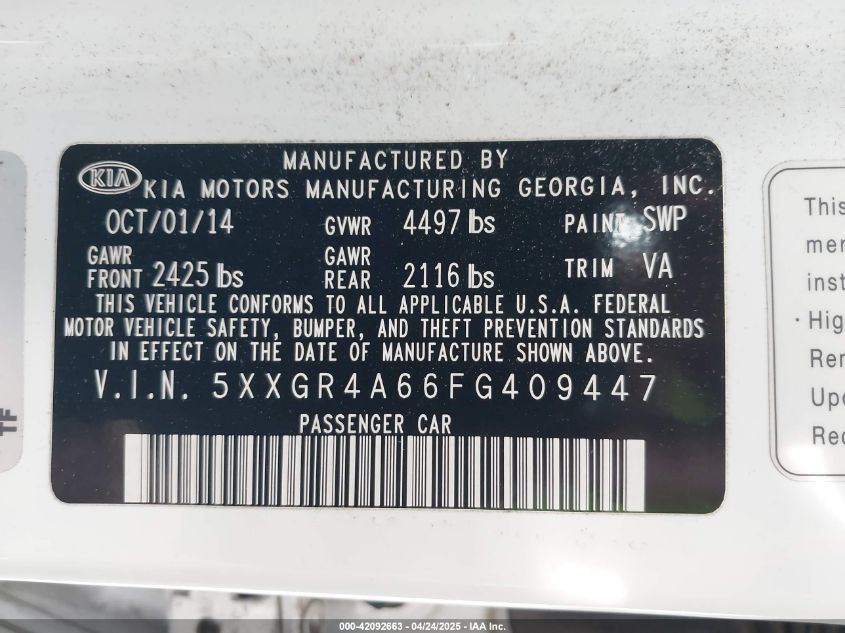 MANUFACTURED BY
KIA KIA MOTORS MANUFACTURING GEORGIA, INC.
OCT/01/14 GVWR 4497 lbs PAINT SWP
GAWR FRONT 2425 lbs GAWR REAR 2116 lbs TRIM VA
THIS VEHICLE CONFORMS TO ALL APPLICABLE U.S.A. FEDERAL
MOTOR VEHICLE SAFETY, BUMPER, AND THEFT PREVENTION STANDARDS
IN EFFECT ON THE DATE OF MANUFACTURE SHOWN ABOVE.
V.I.N. 5XXGR4A66FG409447
PASSENGER CAR
This
men
inst
· Hig
Ren
Upo
Rec
000-42092663 - 04/24/2025 - IAA Inc.